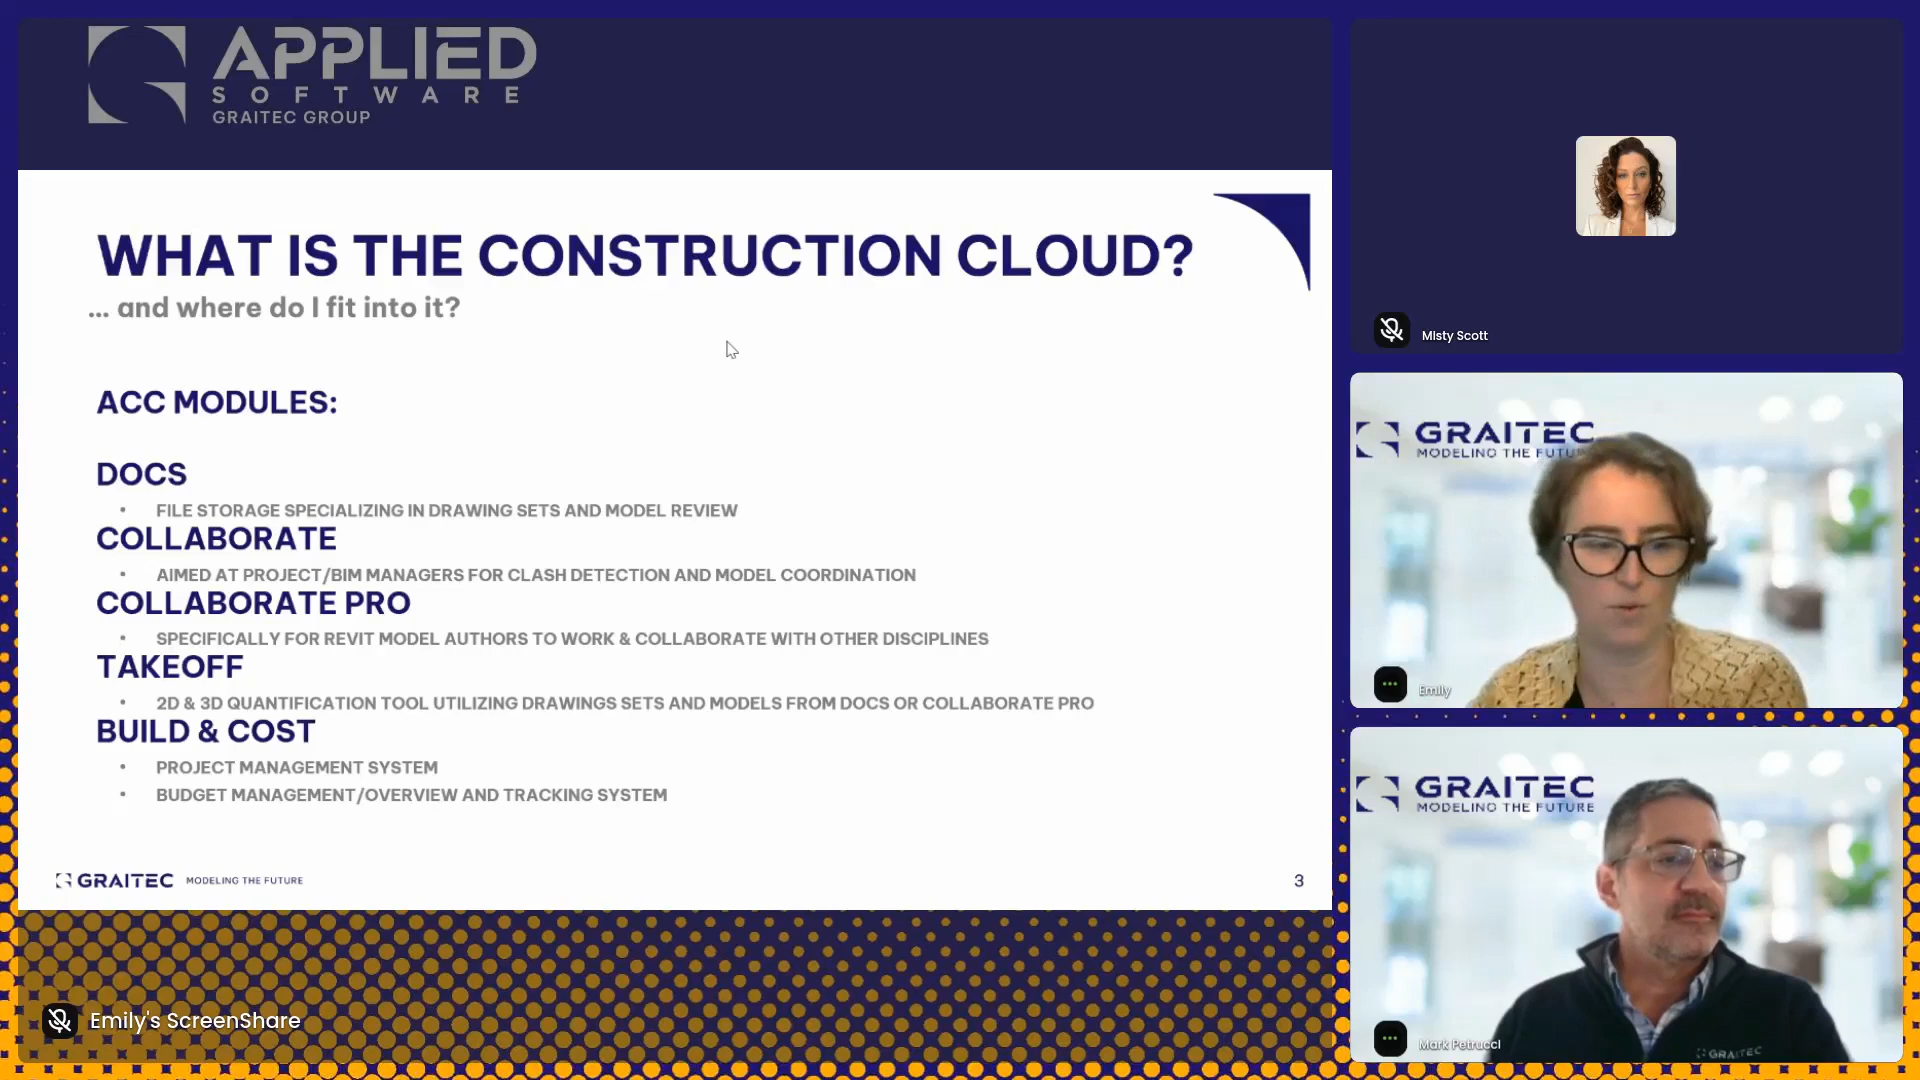 APPLIED
SOFTWARE
GRAITEC GROUP
WHAT IS THE CONSTRUCTION CLOUD?
... and where do I fit into it?
ACC MODULES:
DOCS
• FILE STORAGE SPECIALIZING IN DRAWING SETS AND MODEL REVIEW
COLLABORATE
• AIMED AT PROJECT/BIM MANAGERS FOR CLASH DETECTION AND MODEL COORDINATION
COLLABORATE PRO
• SPECIFICALLY FOR REVIT MODEL AUTHORS TO WORK & COLLABORATE WITH OTHER DISCIPLINES
TAKEOFF
• 2D & 3D QUANTIFICATION TOOL UTILIZING DRAWINGS SETS AND MODELS FROM DOCS OR COLLABORATE PRO
BUILD & COST
• PROJECT MANAGEMENT SYSTEM
• BUDGET MANAGEMENT/OVERVIEW AND TRACKING SYSTEM
GRAITEC MODELING THE FUTURE
3
Emily's ScreenShare
Misty Scott
GRAITEC
MODELING THE FUTU
Emily
GRAITEC
MODELING THE FUTURE
GRAITEC
Mark Petrucci